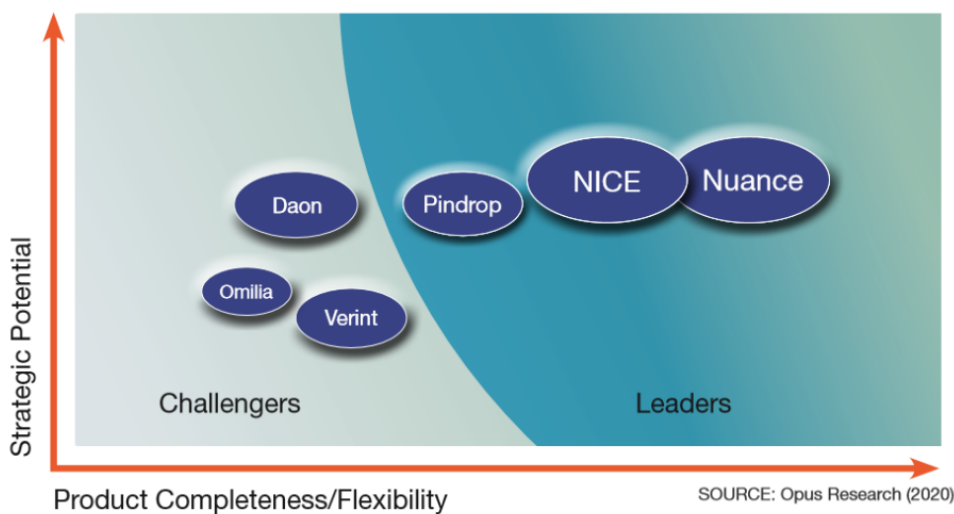 Strategic Potential
NICE
Nuance
Daon
Pindrop
Omilia
Verint
Challengers
Leaders
Product Completeness/Flexibility
SOURCE: Opus Research (2020)